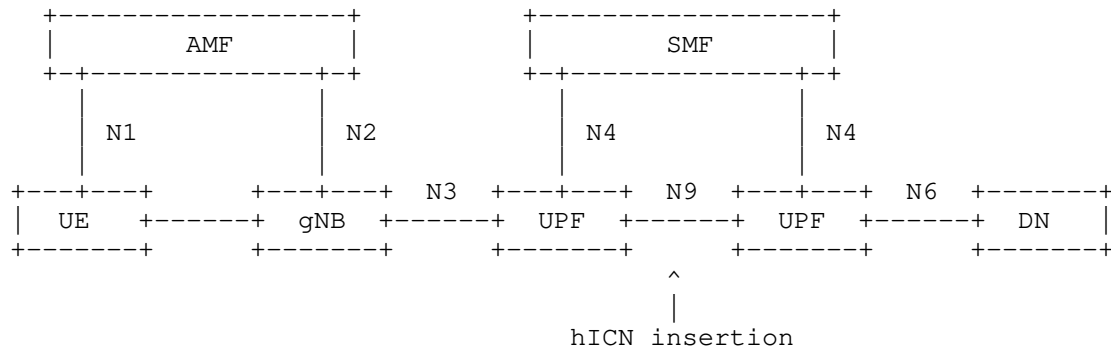 AMF SMF
N1 N2 N4 N4
N3 N9 N6
UE gNB UPF UPF DN
hICN insertion